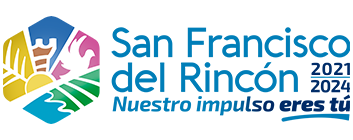 San Francisco
del Rincón 2021
2024
Nuestro impulso eres tú